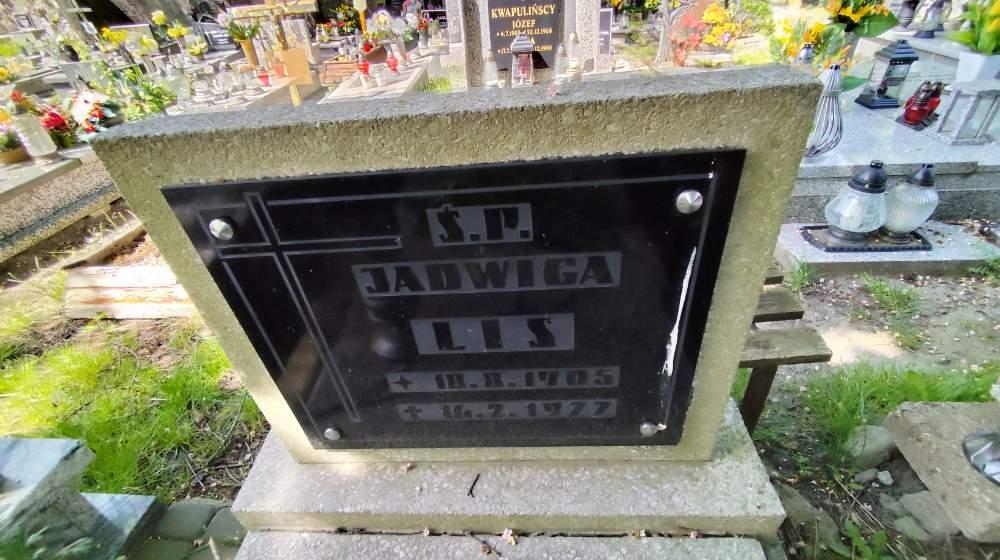 KWAPULIŃSCY
JÓZEF
Ś.P.
JADWIGA
LIS
18.8.1905
16.2.1977